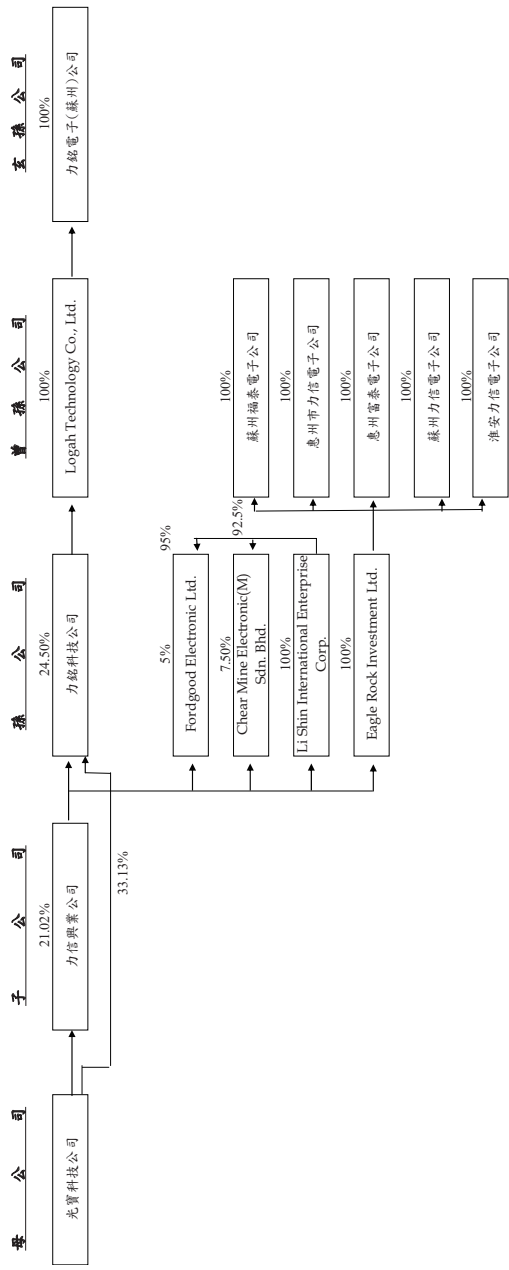 母 公 司
光寶科技公司
子 公 司
21.02%
力信興業公司
33.13%
孫 公 司
24.50%
力銘科技公司
5%
95%
Fordgood Electronic Ltd.
7.50%
92.5%
Chear Mine Electronic(M)
Sdn. Bhd.
100%
Li Shin International Enterprise
Corp.
100%
Eagle Rock Investment Ltd.
曾 孫 公 司
100%
Logah Technology Co., Ltd.
100%
蘇州福泰電子公司
100%
惠州市力信電子公司
100%
惠州富泰電子公司
100%
蘇州力信電子公司
100%
淮安力信電子公司
玄 孫 公 司
100%
力銘電子(蘇州)公司